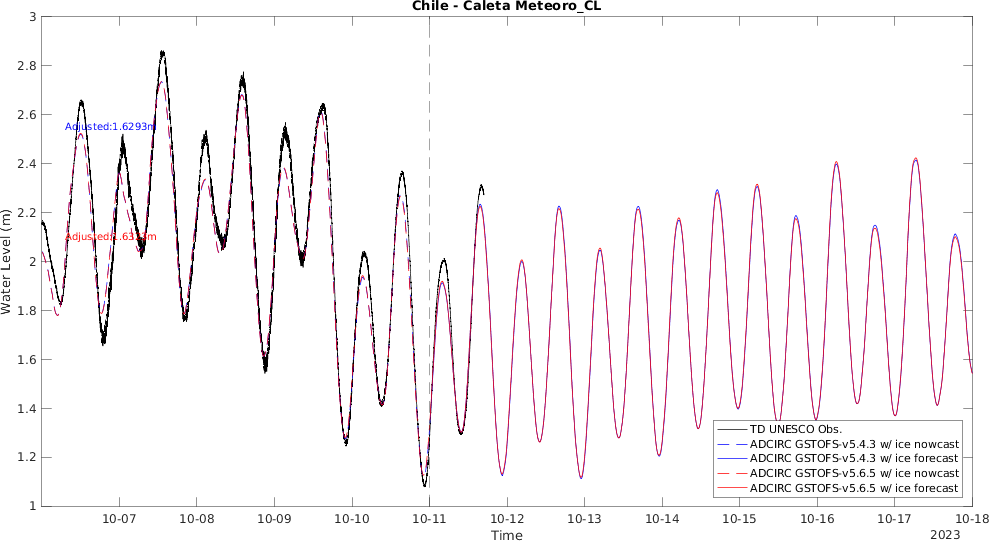 Chile - Caleta Meteoro_CL
Water Level (m)
3
2.8
2.6
2.4
2.2
2
1.8
1.6
1.4
1.2
1
Adjusted:1.6293m
TD UNESCO Obs.
ADCIRC GSTOFS-v5.4.3 w/ ice nowcast
ADCIRC GSTOFS-v5.4.3 w/ ice forecast
ADCIRC GSTOFS-v5.6.5 w/ ice nowcast
ADCIRC GSTOFS-v5.6.5 w/ ice forecast
10-07 10-08 10-09 10-10 10-11 10-12 10-13 10-14 10-15 10-16 10-17 10-18
Time
2023